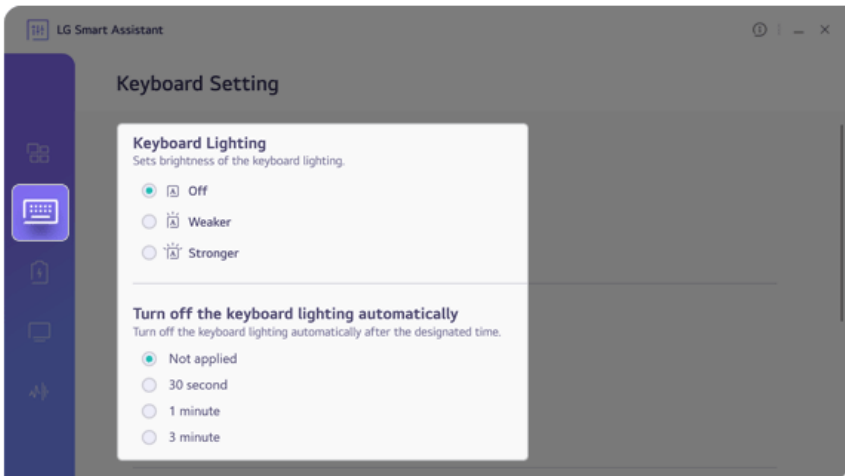 LG Smart Assistant
Keyboard Setting
Keyboard Lighting
Sets brightness of the keyboard lighting.
A Off
A Weaker
A Stronger
Turn off the keyboard lighting automatically
Turn off the keyboard lighting automatically after the designated time.
Not applied
30 second
1 minute
3 minute